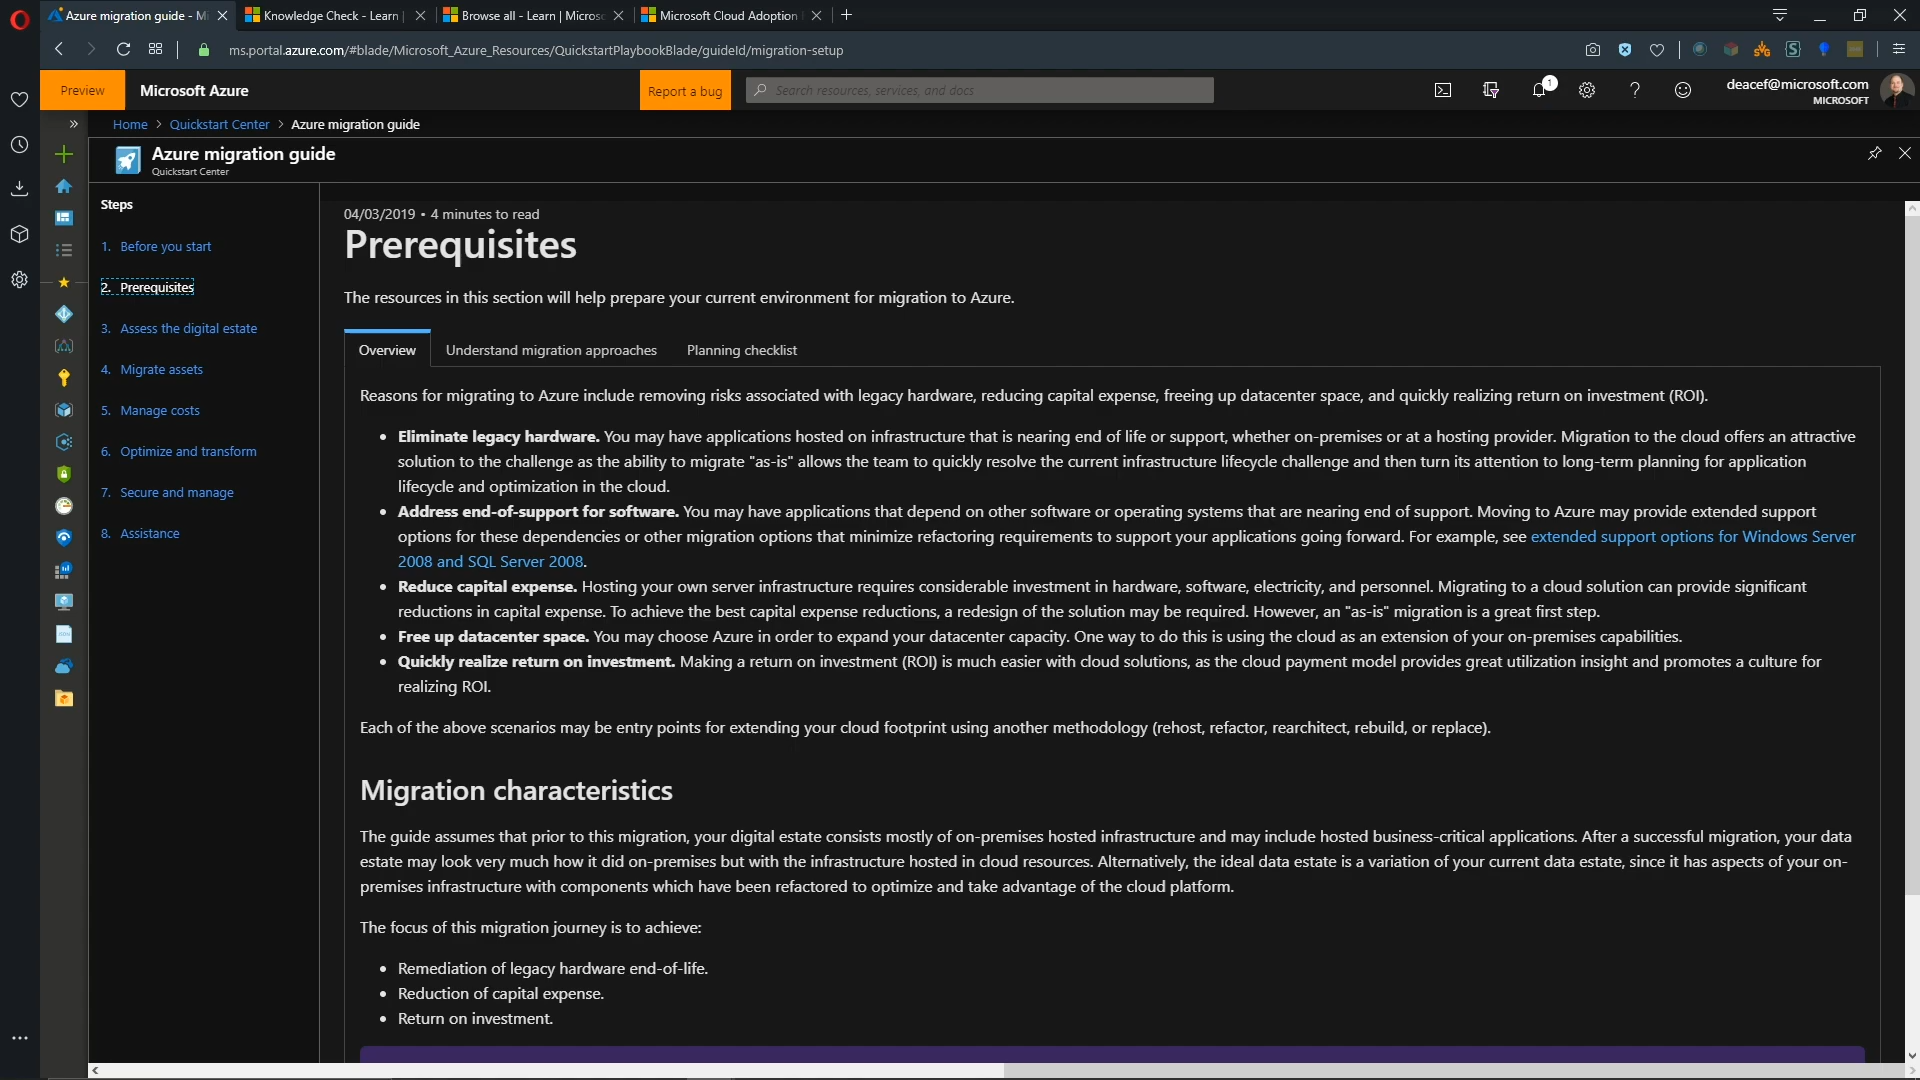 Azure migration guide - Mi
Knowledge Check - Learn |
Browse all - Learn | Micros
Microsoft Cloud Adoption
ms.portal.azure.com/#blade/Microsoft_Azure_Resources/QuickstartPlaybookBlade/guideId/migration-setup
Preview
Microsoft Azure
Report a bug
Search resources, services, and docs
1
deacef@microsoft.com
MICROSOFT
Home > Quickstart Center > Azure migration guide
Azure migration guide
Quickstart Center
Steps
1. Before you start
2. Prerequisites
3. Assess the digital estate
4. Migrate assets
5. Manage costs
6. Optimize and transform
7. Secure and manage
8. Assistance
04/03/2019 • 4 minutes to read
Prerequisites
The resources in this section will help prepare your current environment for migration to Azure.
Overview
Understand migration approaches
Planning checklist
Reasons for migrating to Azure include removing risks associated with legacy hardware, reducing capital expense, freeing up datacenter space, and quickly realizing return on investment (ROI).
• Eliminate legacy hardware. You may have applications hosted on infrastructure that is nearing end of life or support, whether on-premises or at a hosting provider. Migration to the cloud offers an attractive
solution to the challenge as the ability to migrate "as-is" allows the team to quickly resolve the current infrastructure lifecycle challenge and then turn its attention to long-term planning for application
lifecycle and optimization in the cloud.
• Address end-of-support for software. You may have applications that depend on other software or operating systems that are nearing end of support. Moving to Azure may provide extended support
options for these dependencies or other migration options that minimize refactoring requirements to support your applications going forward. For example, see extended support options for Windows Server
2008 and SQL Server 2008.
• Reduce capital expense. Hosting your own server infrastructure requires considerable investment in hardware, software, electricity, and personnel. Migrating to a cloud solution can provide significant
reductions in capital expense. To achieve the best capital expense reductions, a redesign of the solution may be required. However, an "as-is" migration is a great first step.
• Free up datacenter space. You may choose Azure in order to expand your datacenter capacity. One way to do this is using the cloud as an extension of your on-premises capabilities.
• Quickly realize return on investment. Making a return on investment (ROI) is much easier with cloud solutions, as the cloud payment model provides great utilization insight and promotes a culture for
realizing ROI.
Each of the above scenarios may be entry points for extending your cloud footprint using another methodology (rehost, refactor, rearchitect, rebuild, or replace).
Migration characteristics
The guide assumes that prior to this migration, your digital estate consists mostly of on-premises hosted infrastructure and may include hosted business-critical applications. After a successful migration, your data
estate may look very much how it did on-premises but with the infrastructure hosted in cloud resources. Alternatively, the ideal data estate is a variation of your current data estate, since it has aspects of your on-
premises infrastructure with components which have been refactored to optimize and take advantage of the cloud platform.
The focus of this migration journey is to achieve:
• Remediation of legacy hardware end-of-life.
• Reduction of capital expense.
• Return on investment.